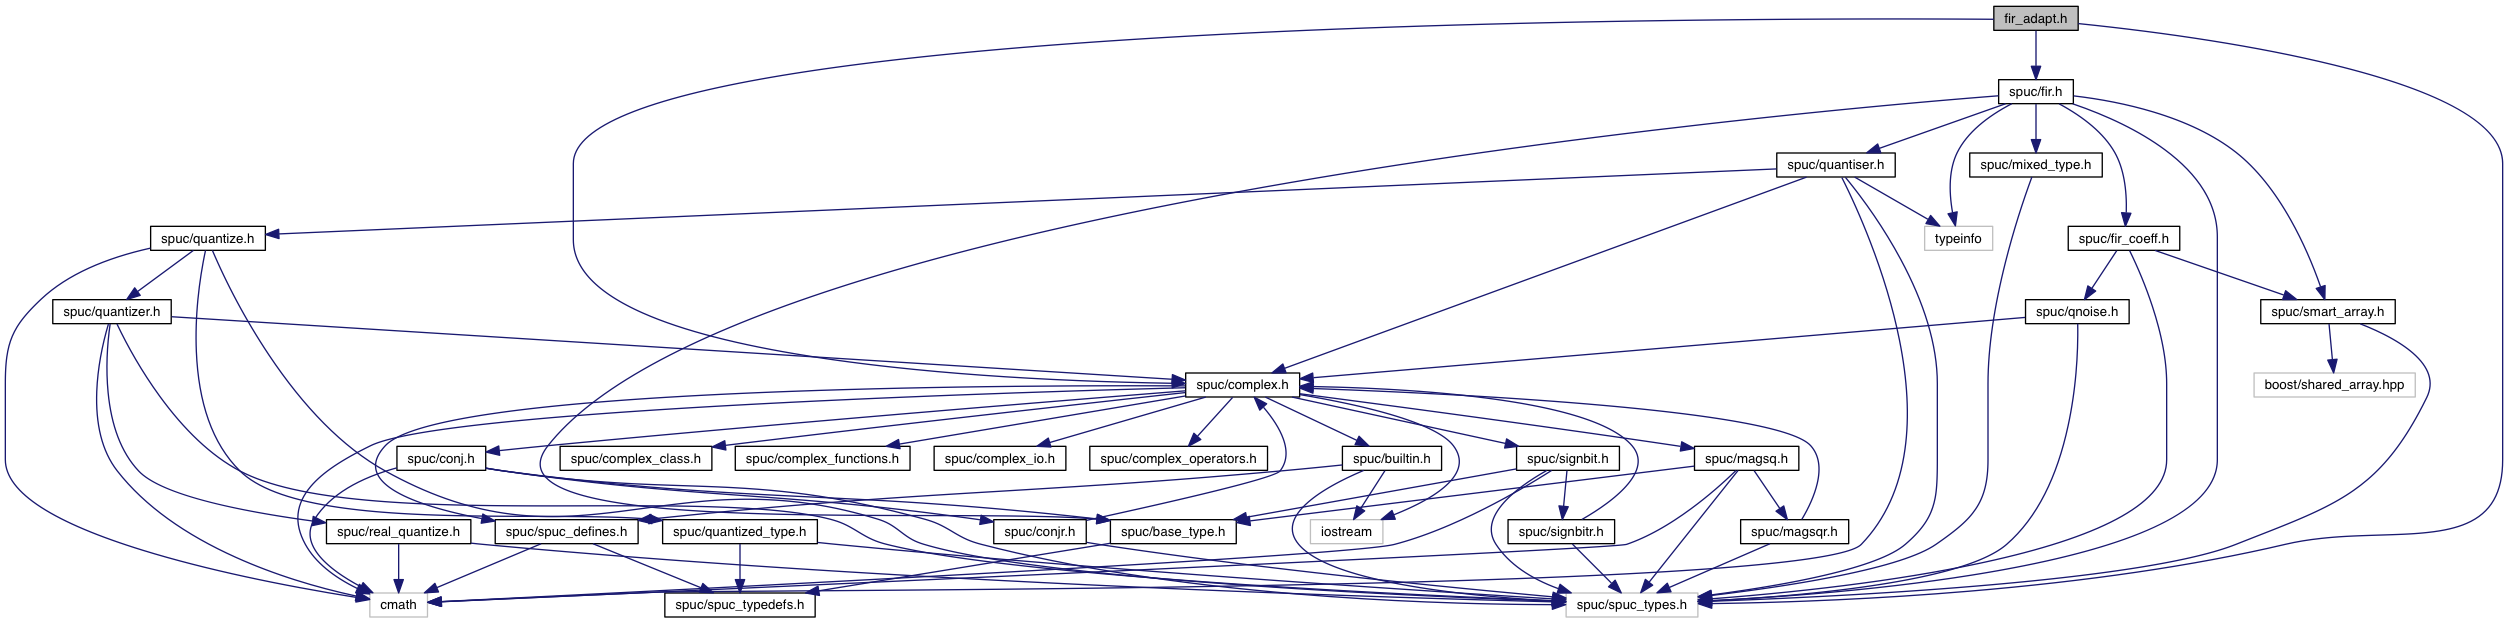 fir_adapt.h
spuc/fir.h
spuc/quantiser.h
spuc/mixed_type.h
spuc/quantize.h
typeinfo
spuc/fir_coeff.h
spuc/quantizer.h
spuc/qnoise.h
spuc/smart_array.h
spuc/complex.h
boost/shared_array.hpp
spuc/conj.h
spuc/complex_class.h
spuc/complex_functions.h
spuc/complex_io.h
spuc/complex_operators.h
spuc/builtin.h
spuc/signbit.h
spuc/magsq.h
spuc/real_quantize.h
spuc/spuc_defines.h
spuc/quantized_type.h
spuc/conjr.h
spuc/base_type.h
iostream
spuc/signbitr.h
spuc/magsqr.h
cmath
spuc/spuc_typedefs.h
spuc/spuc_types.h